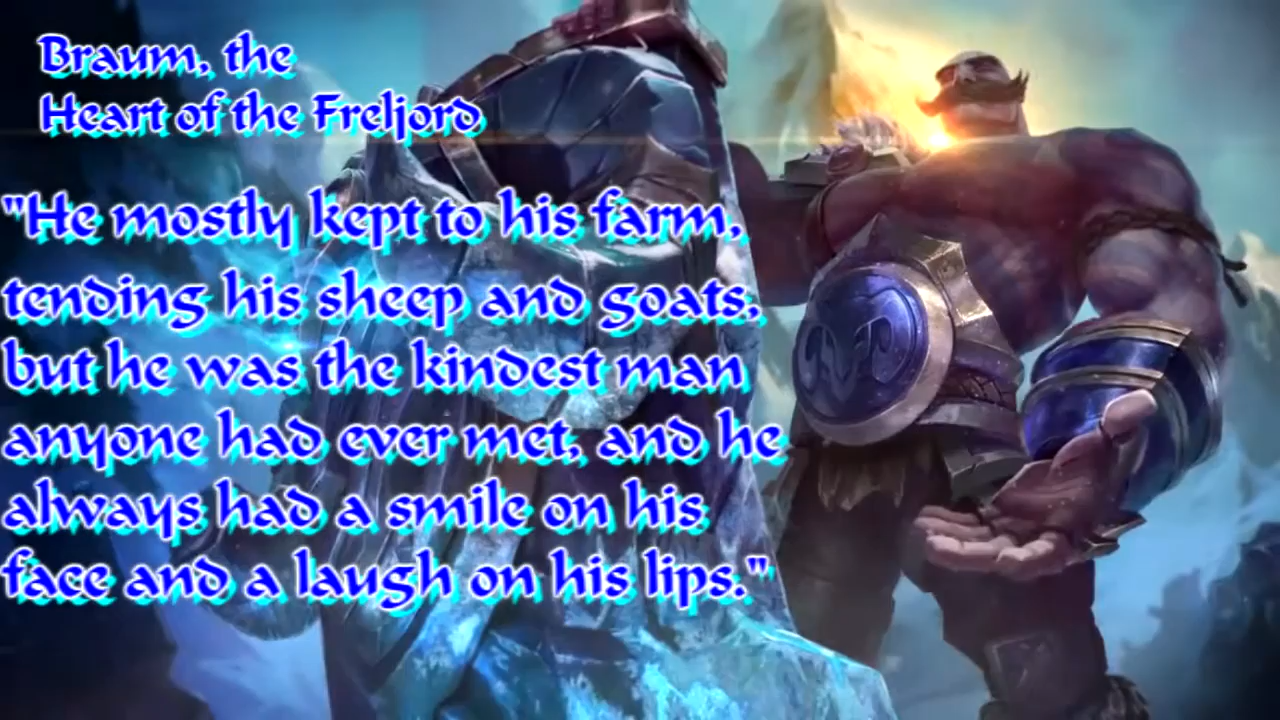 Braum, the
Heart of the Freljord
"He mostly kept to his farm,
tending his sheep and goats,
but he was the kindest man
anyone had ever met, and he
always had a smile on his
face and a laugh on his lips."